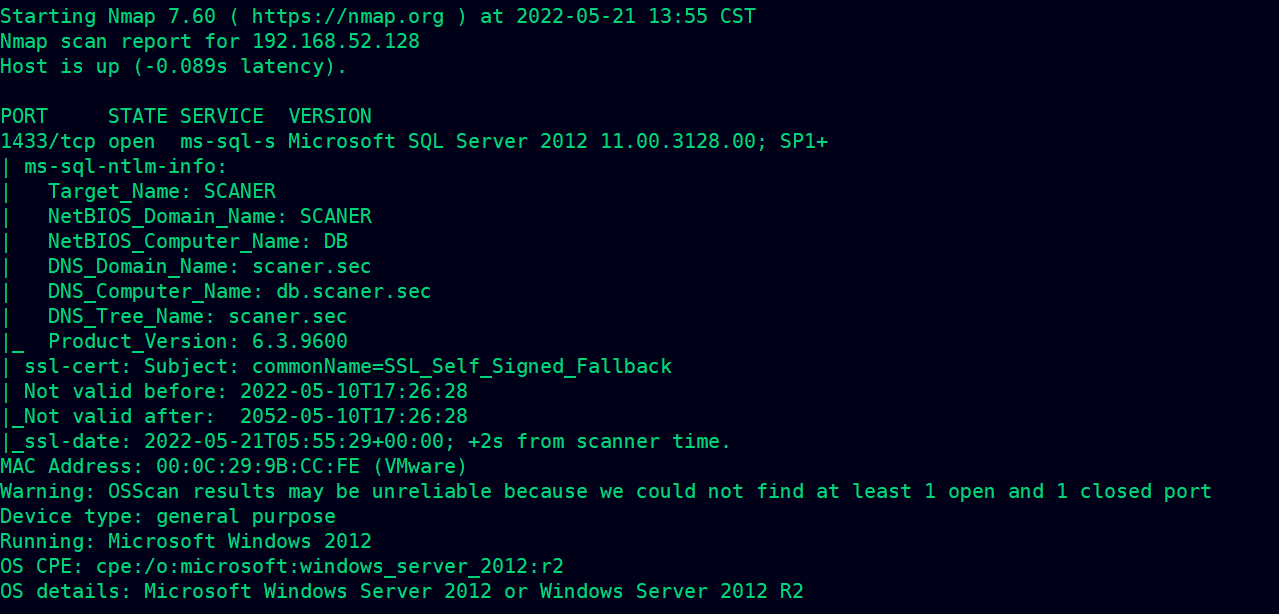 Starting Nmap 7.60 ( https://nmap.org ) at 2022-05-21 13:55 CST
Nmap scan report for 192.168.52.128
Host is up (-0.089s latency).

PORT     STATE SERVICE  VERSION
1433/tcp open  ms-sql-s Microsoft SQL Server 2012 11.00.3128.00; SP1+
| ms-sql-ntlm-info:
|   Target_Name: SCANER
|   NetBIOS_Domain_Name: SCANER
|   NetBIOS_Computer_Name: DB
|   DNS_Domain_Name: scaner.sec
|   DNS_Computer_Name: db.scaner.sec
|   DNS_Tree_Name: scaner.sec
|_  Product_Version: 6.3.9600
| ssl-cert: Subject: commonName=SSL_Self_Signed_Fallback
| Not valid before: 2022-05-10T17:26:28
|_Not valid after:  2052-05-10T17:26:28
|_ssl-date: 2022-05-21T05:55:29+00:00; +2s from scanner time.
MAC Address: 00:0C:29:9B:CC:FE (VMware)
Warning: OSScan results may be unreliable because we could not find at least 1 open and 1 closed port
Device type: general purpose
Running: Microsoft Windows 2012
OS CPE: cpe:/o:microsoft:windows_server_2012:r2
OS details: Microsoft Windows Server 2012 or Windows Server 2012 R2